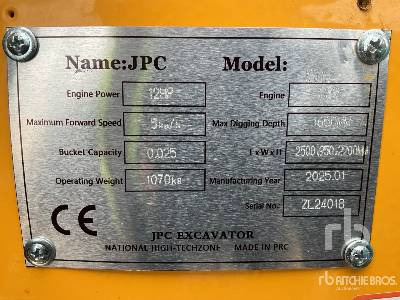 Name:JPC Model:
Engine Power 12HP Engine
Maximum Forward Speed Max Digging Depth
Bucket Capacity 0.025 LxWxH
Operating Weight 1070KG Manufacturing Year 2025.01
Serial No.: ZL24018
CE
JPC EXCAVATOR
NATIONAL HIGH-TECHZONE MADE IN PRC
rb
RITCHIE BROS.